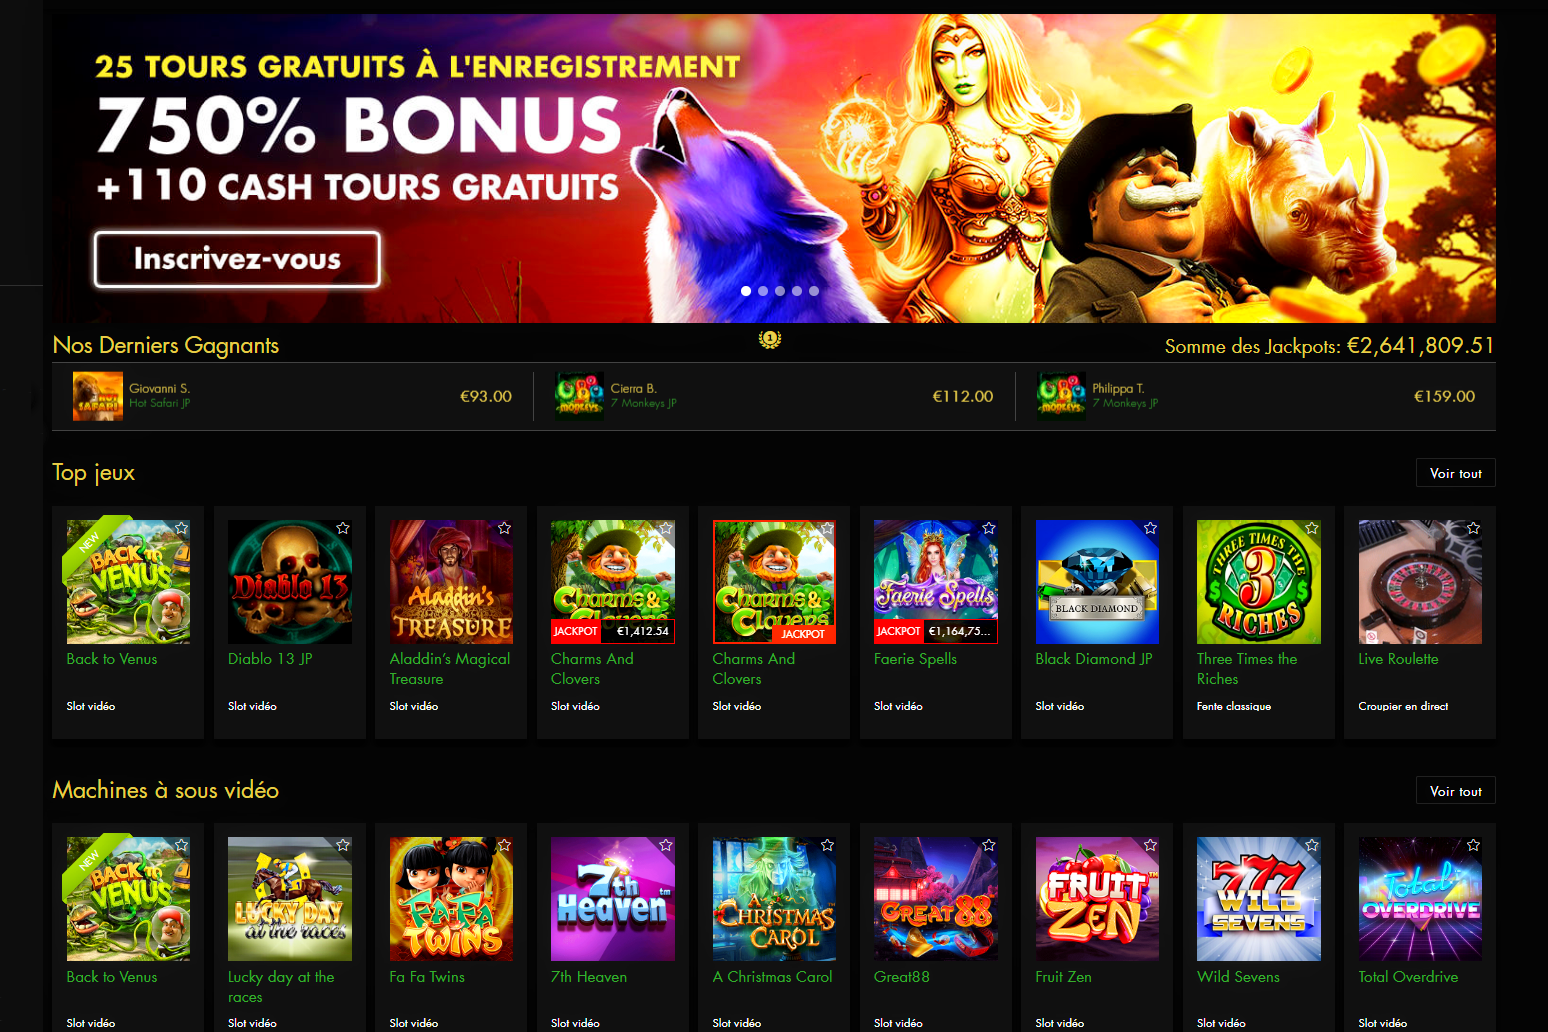 25 TOURS GRATUITS À L'ENREGISTREMENT
750% BONUS
+110 CASH TOURS GRATUITS
Inscrivez-vous
Nos Derniers Gagnants
1
Somme des Jackpots: €2,641,809.51
HOT SAFARI
Giovanni S.
Hot Safari JP
€93.00
MONKEYS
Cierra B.
7 Monkeys JP
€112.00
MONKEYS
Philippa T.
7 Monkeys JP
€159.00
Top jeux
Voir tout
NEW
BACK to VENUS
Diablo 13
Aladdin's TREASURE
Charms & Clovers
JACKPOT €1,412.54
Charms & Clovers
JACKPOT
Faerie Spells
JACKPOT €1,164,75...
BLACK DIAMOND
THREE TIMES THE 3 RICHES
Back to Venus
Diablo 13 JP
Aladdin's Magical
Treasure
Charms And
Clovers
Charms And
Clovers
Faerie Spells
Black Diamond JP
Three Times the
Riches
Live Roulette
Slot vidéo
Slot vidéo
Slot vidéo
Slot vidéo
Slot vidéo
Slot vidéo
Slot vidéo
Fente classique
Croupier en direct
Machines à sous vidéo
Voir tout
NEW
BACK to VENUS
LUCKY DAY at the races
FA FA TWINS
7th Heaven™
A CHRISTMAS CAROL
GREAT 88
FRUIT ZEN™
777 WILD SEVENS
Total OVERDRIVE
Back to Venus
Lucky day at the
races
Fa Fa Twins
7th Heaven
A Christmas Carol
Great88
Fruit Zen
Wild Sevens
Total Overdrive
Slot vidéo
Slot vidéo
Slot vidéo
Slot vidéo
Slot vidéo
Slot vidéo
Slot vidéo
Slot vidéo
Slot vidéo